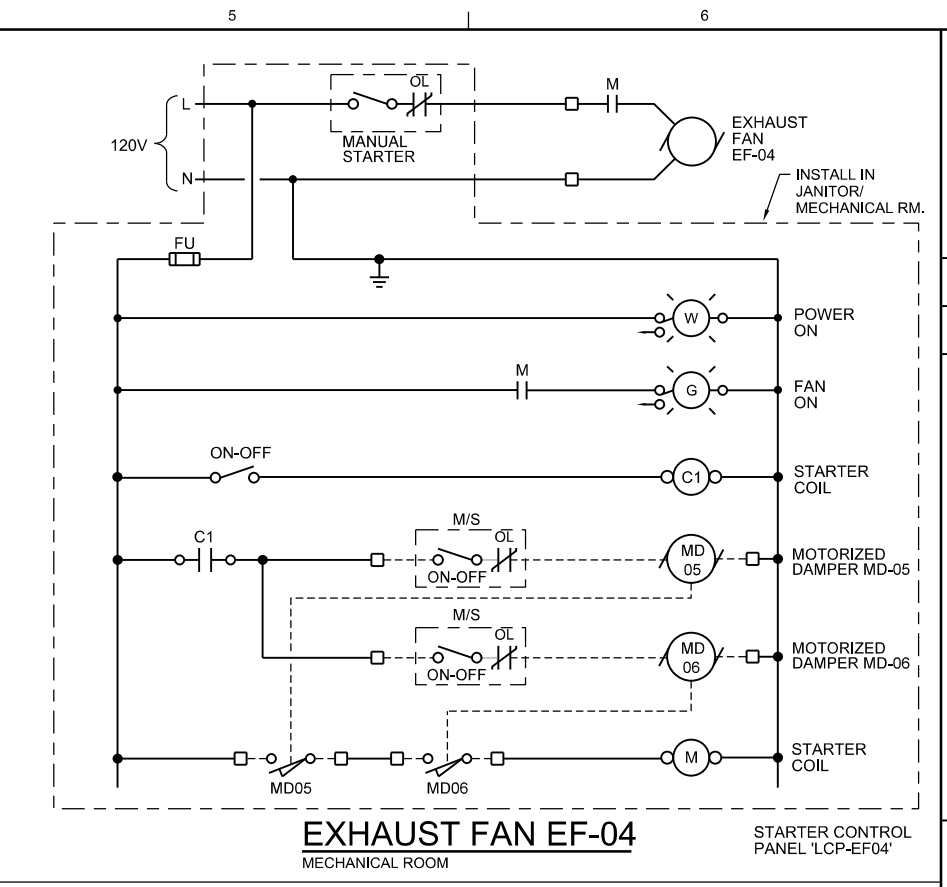 5
6
120V
L
N
OL
MANUAL
STARTER
M
EXHAUST
FAN
EF-04
INSTALL IN
JANITOR/
MECHANICAL RM.
FU
W
POWER
ON
M
G
FAN
ON
ON-OFF
C1
STARTER
COIL
C1
M/S
OL
ON-OFF
MD
05
MOTORIZED
DAMPER MD-05
M/S
OL
ON-OFF
MD
06
MOTORIZED
DAMPER MD-06
MD05
MD06
M
STARTER
COIL
EXHAUST FAN EF-04
MECHANICAL ROOM
STARTER CONTROL
PANEL 'LCP-EF04'